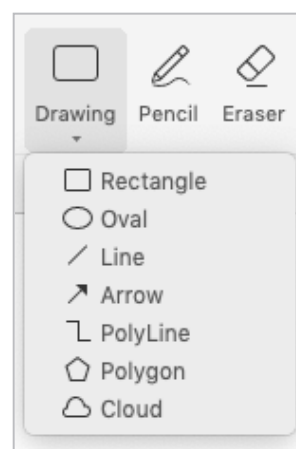 Drawing Pencil Eraser
Rectangle
Oval
Line
Arrow
PolyLine
Polygon
Cloud